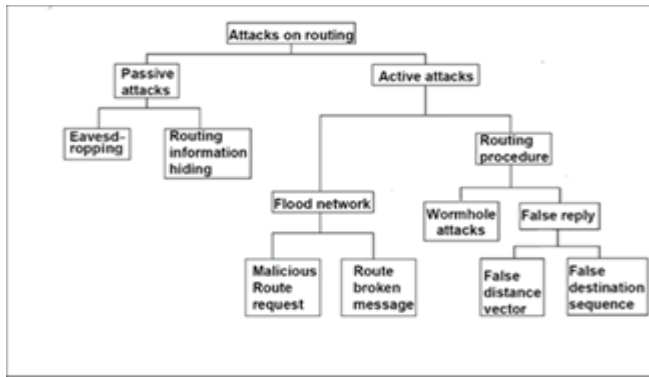 Attacks on routing
Passive
attacks
Active attacks
Eavesd-
ropping
Routing
information
hiding
Routing
procedure
Flood network
Wormhole
attacks
False reply
Malicious
Route
request
Route
broken
message
False
distance
vector
False
destination
sequence